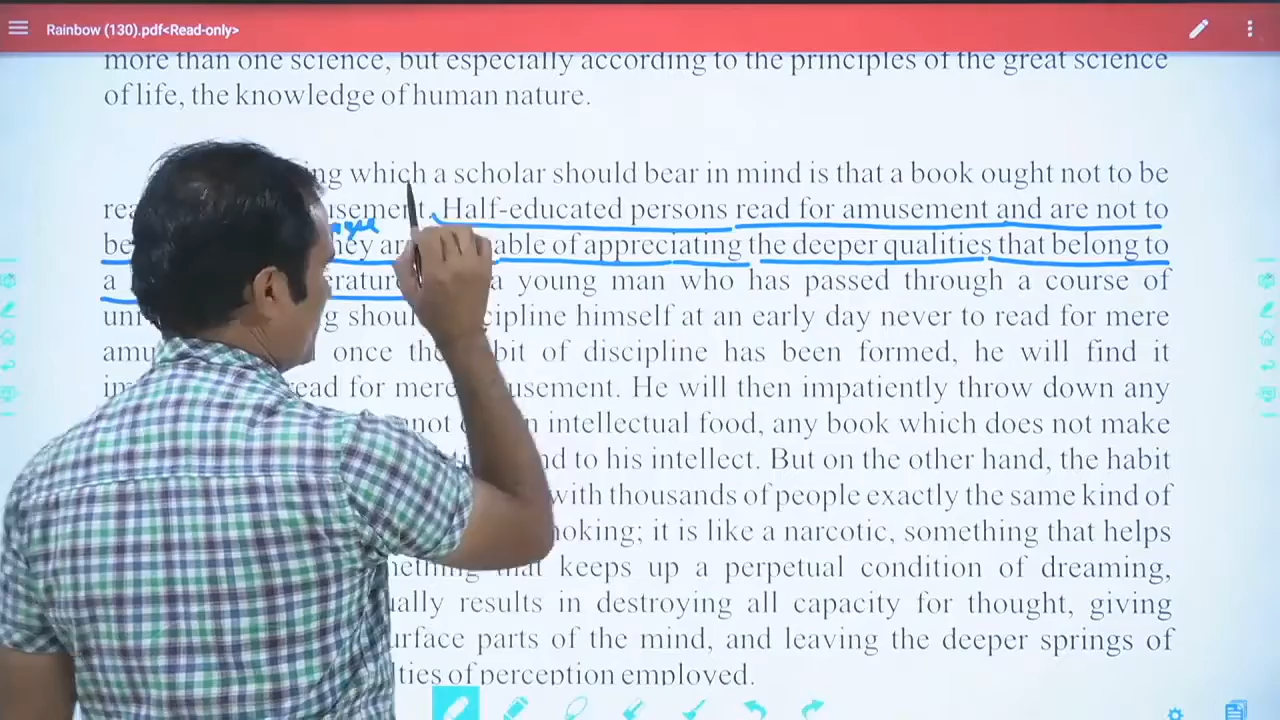 Rainbow (130).pdf<Read-only>
more than one science, but especially according to the principles of the great science
of life, the knowledge of human nature.
which a scholar should bear in mind is that a book ought not to be
Half-educated persons read for amusement and are not to
of appreciating the deeper qualities that belong to
a young man who has passed through a course of
himself at an early day never to read for mere
once the of discipline has been formed, he will find it
read for mere He will then impatiently throw down any
intellectual food, any book which does not make
to his intellect. But on the other hand, the habit
with thousands of people exactly the same kind of
it is like a narcotic, something that helps
that keeps up a perpetual condition of dreaming,
results in destroying all capacity for thought, giving
parts of the mind, and leaving the deeper springs of
of perception employed.